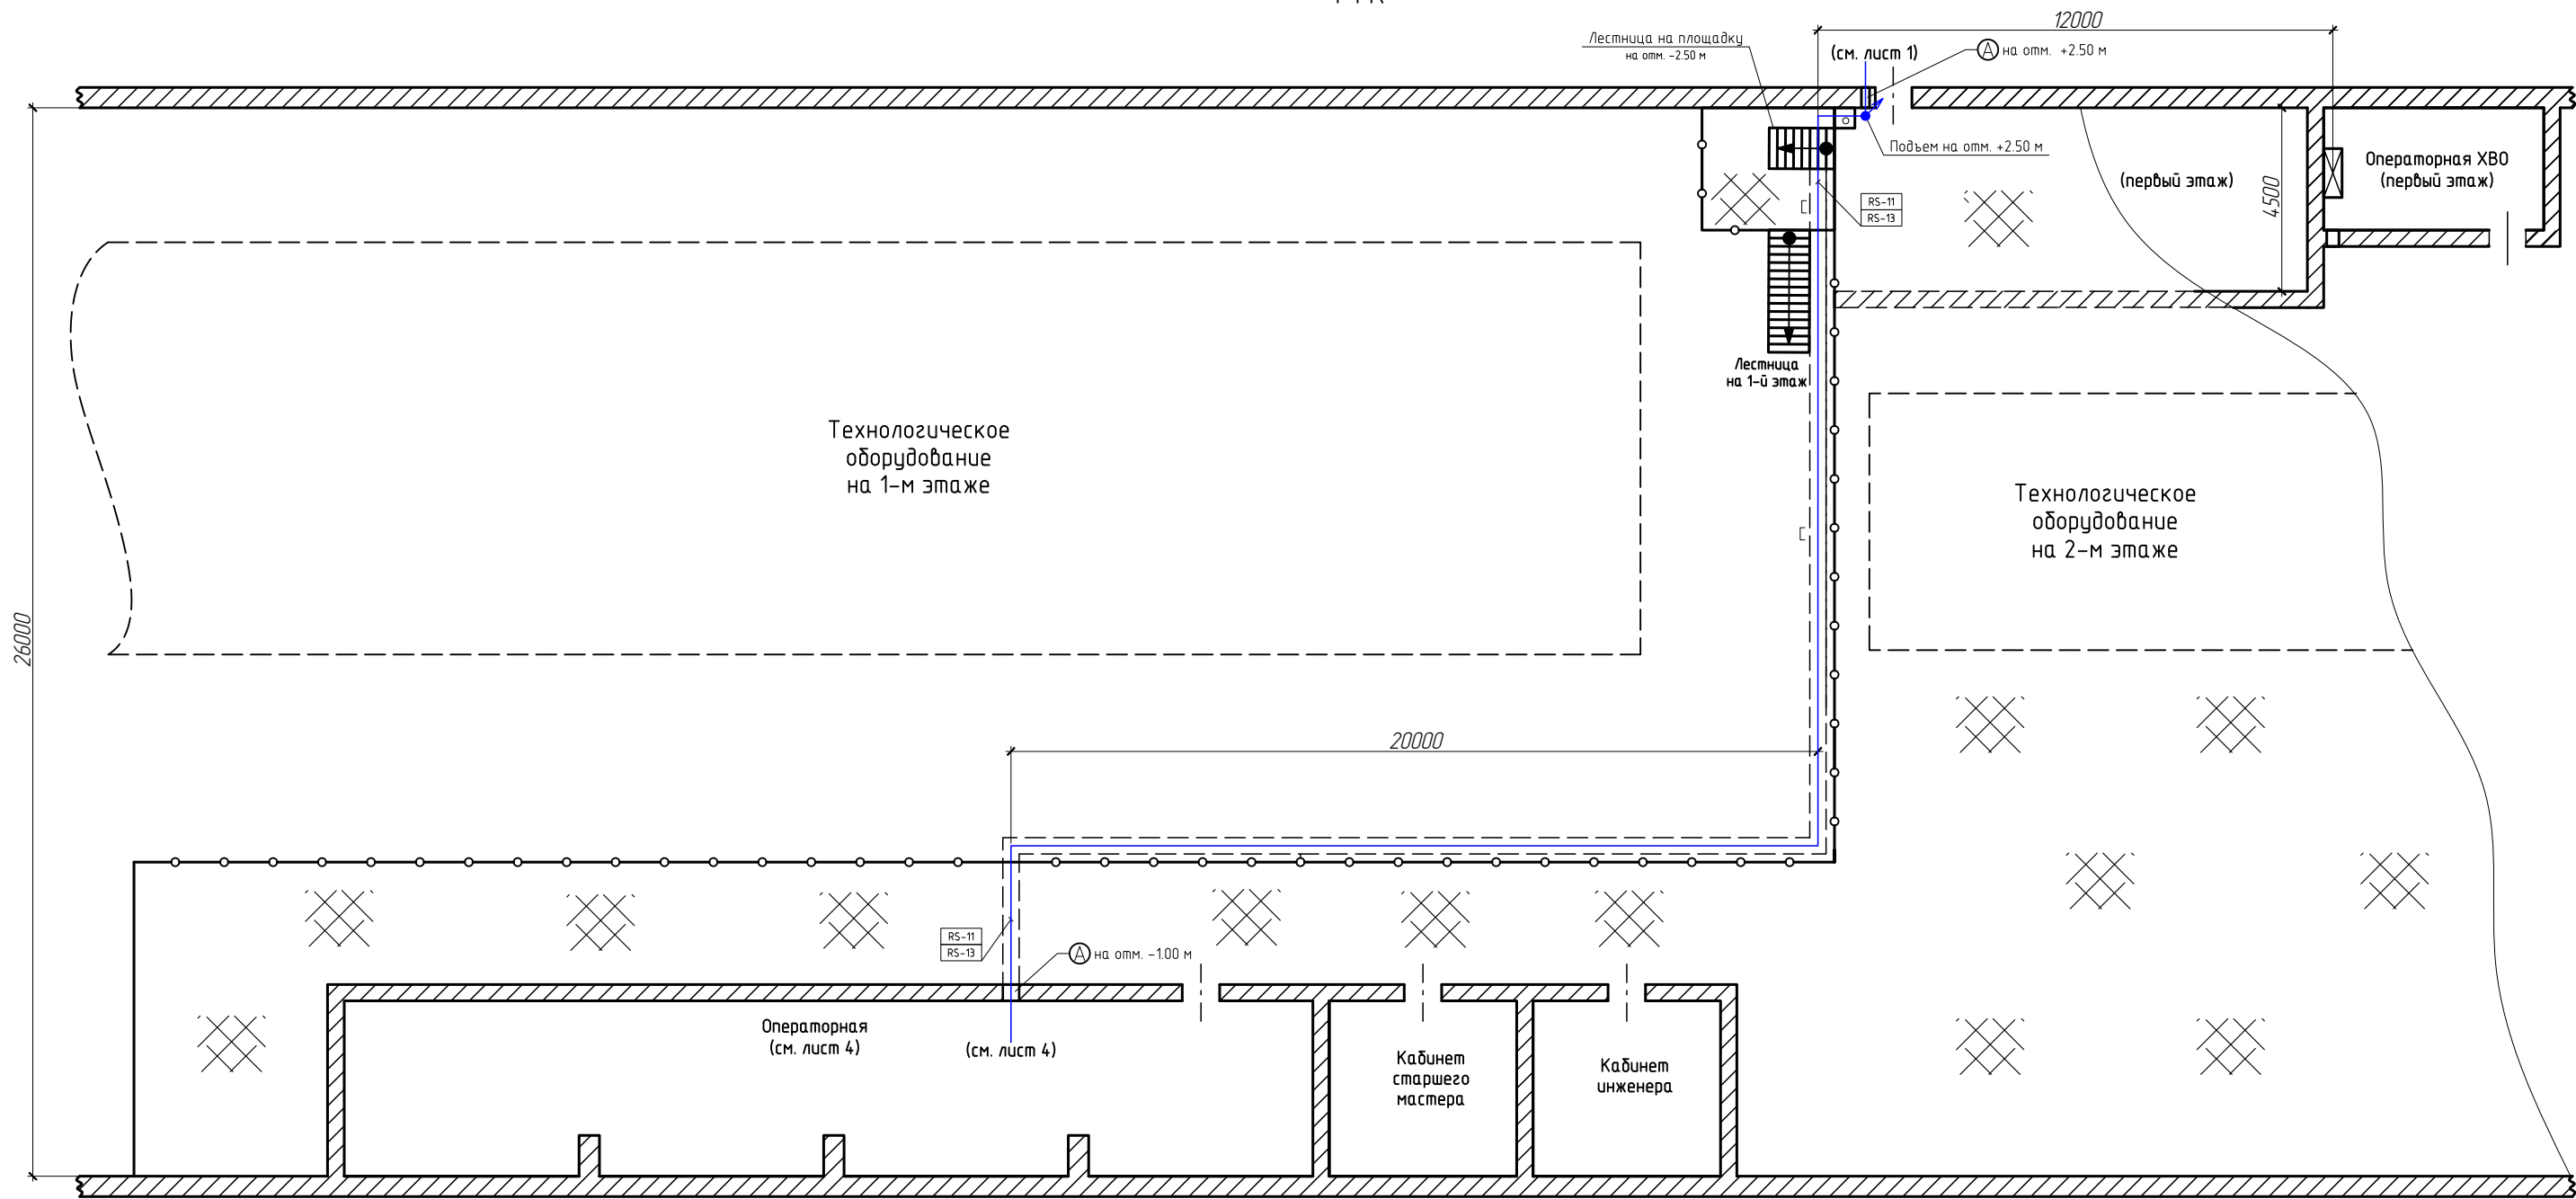 12000
Лестница на площадку
на отм. -2.50 м
(см. лист 1)
А на отм. +2.50 м
Подъем на отм. +2.50 м
Операторная ХВО
(первый этаж)
(первый этаж)
4500
RS-11
RS-13
Лестница
на 1-й этаж
Технологическое
оборудование
на 1-м этаже
Технологическое
оборудование
на 2-м этаже
26000
20000
RS-11
RS-13
А на отм. -1.00 м
Операторная
(см. лист 4)
(см. лист 4)
Кабинет
старшего
мастера
Кабинет
инженера